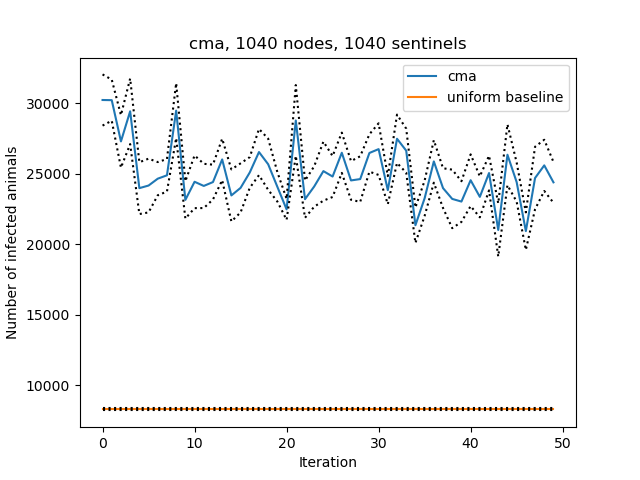 cma, 1040 nodes, 1040 sentinels
cma
uniform baseline
30000
25000
20000
15000
10000
Number of infected animals
0
10
20
30
40
50
Iteration